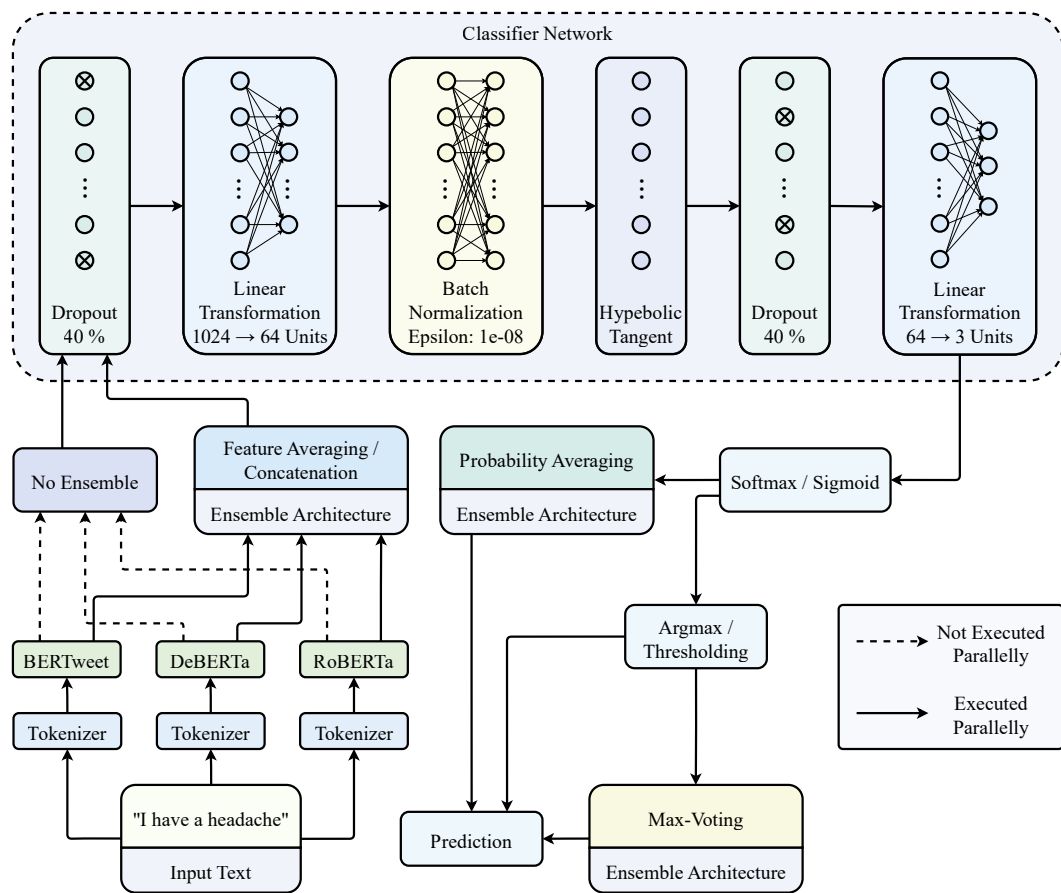 Classifier Network
Dropout
40 %
Linear
Transformation
1024 → 64 Units
Batch
Normalization
Epsilon: 1e-08
Hypebolic
Tangent
Dropout
40 %
Linear
Transformation
64 → 3 Units
No Ensemble
Feature Averaging /
Concatenation
Ensemble Architecture
Probability Averaging
Ensemble Architecture
Softmax / Sigmoid
BERTweet
DeBERTa
RoBERTa
Argmax /
Thresholding
Not Executed
Parallelly
Executed
Parallelly
Tokenizer
Tokenizer
Tokenizer
"I have a headache"
Input Text
Prediction
Max-Voting
Ensemble Architecture